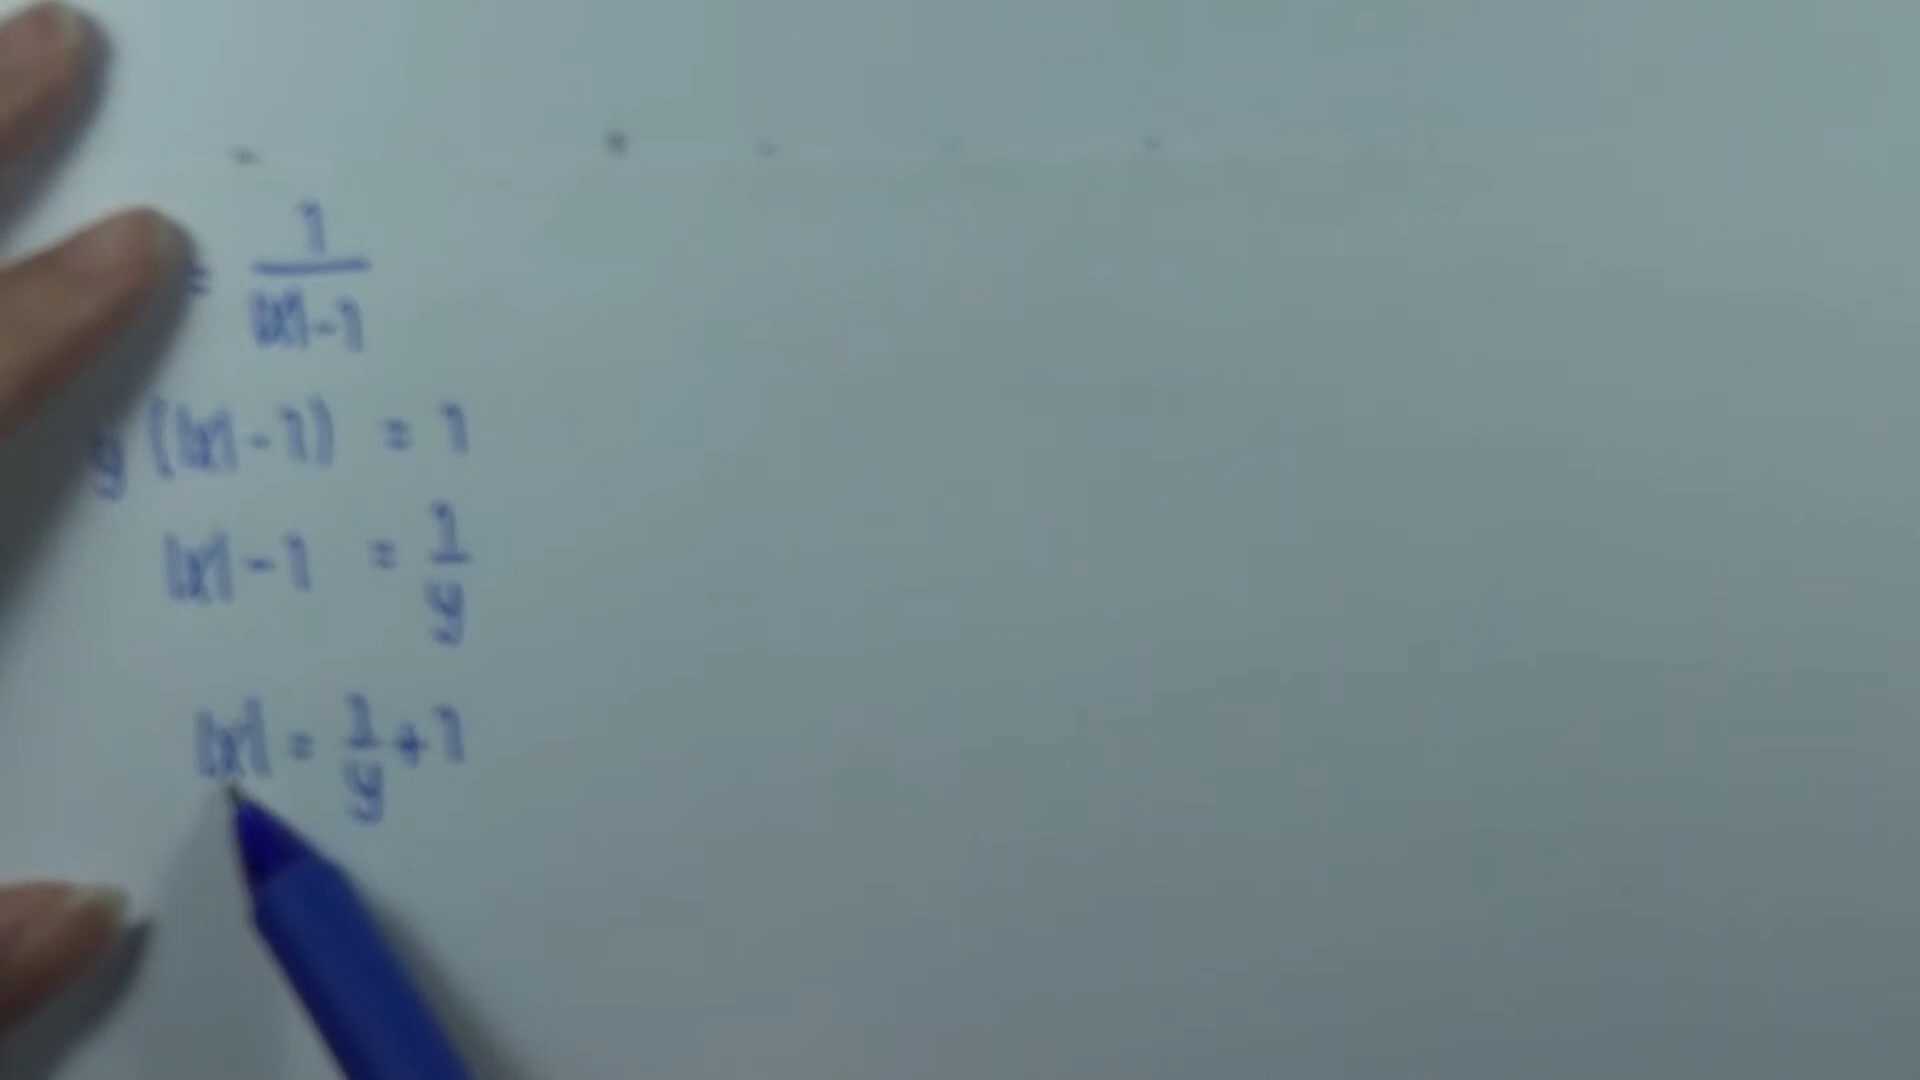 = 1/(|x|-1)
y (|x|-1) = 1
|x|-1 = 1/y
|x| = 1/y + 1